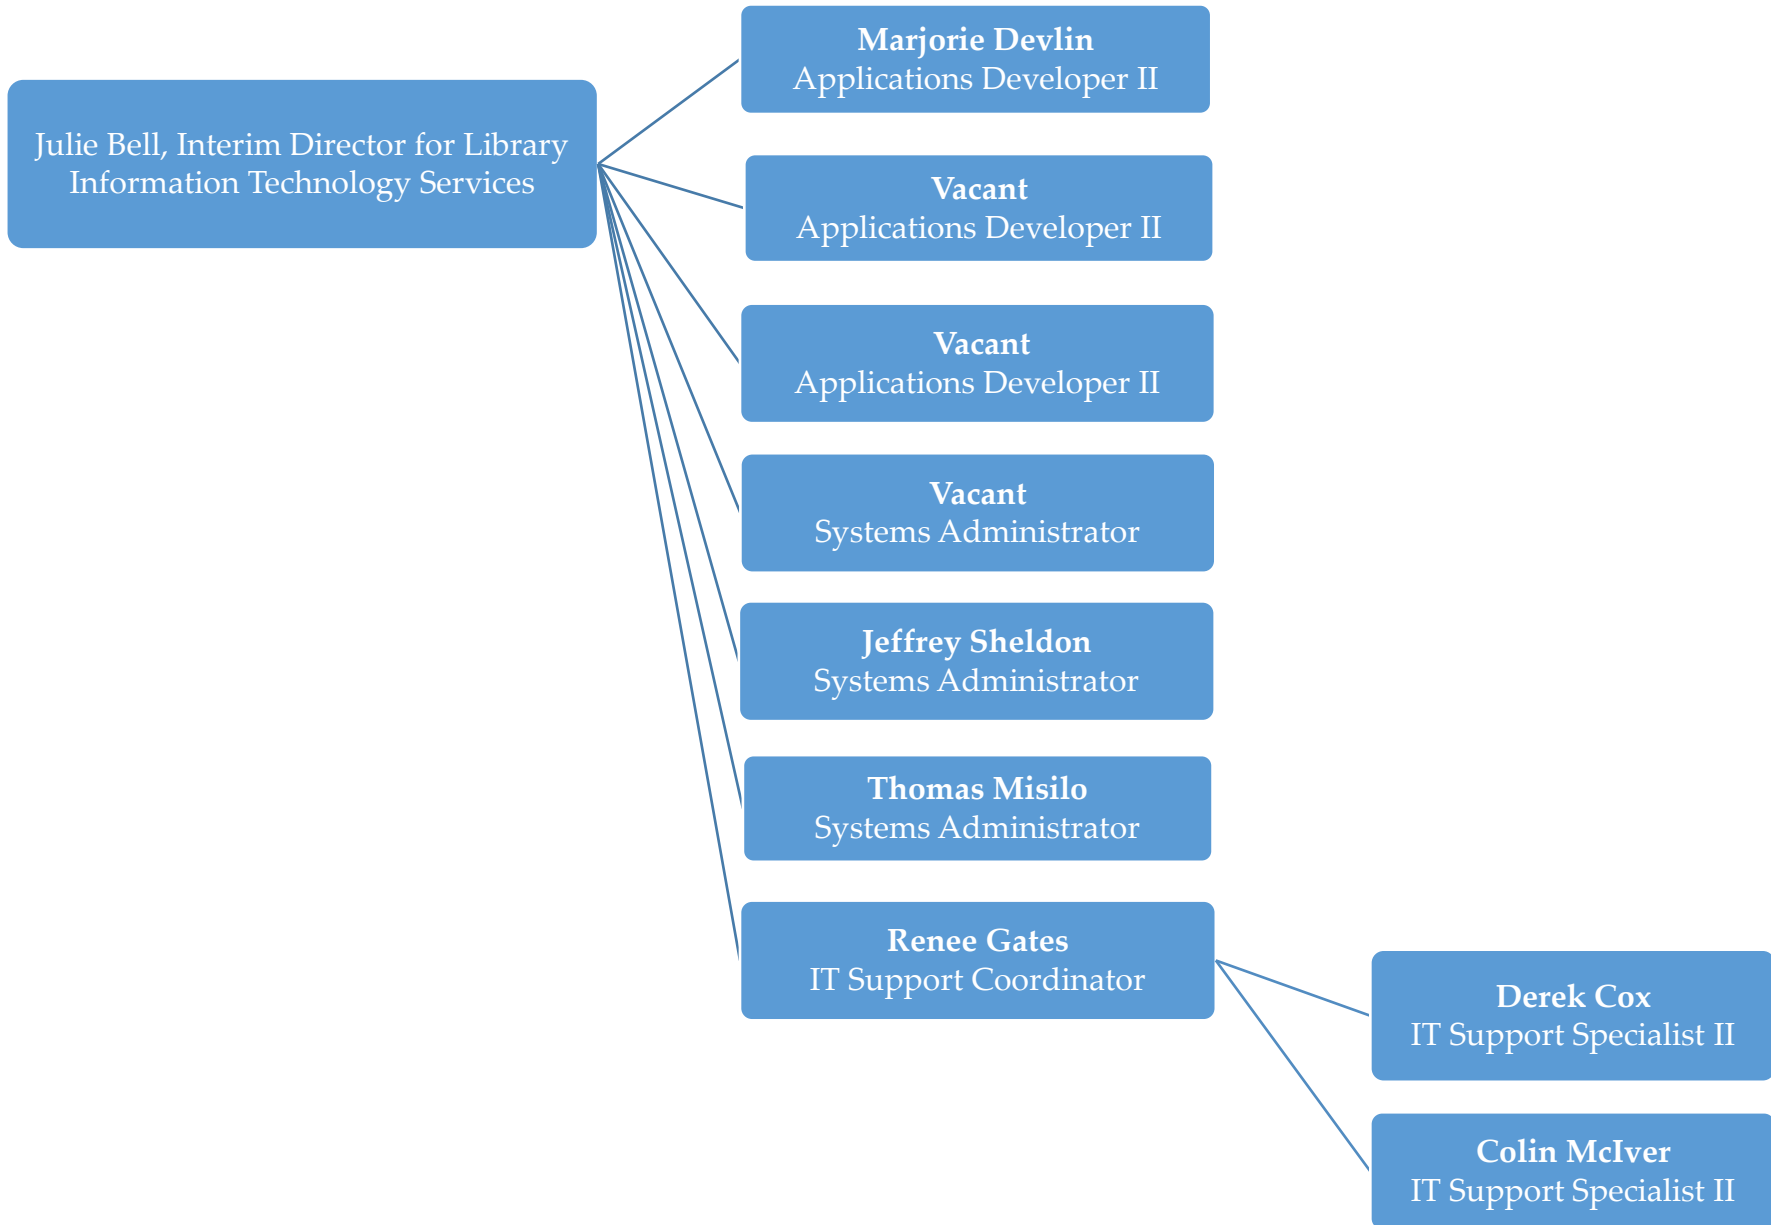 Julie Bell, Interim Director for Library
Information Technology Services
Marjorie Devlin
Applications Developer II
Vacant
Applications Developer II
Vacant
Applications Developer II
Vacant
Systems Administrator
Jeffrey Sheldon
Systems Administrator
Thomas Misilo
Systems Administrator
Renee Gates
IT Support Coordinator
Derek Cox
IT Support Specialist II
Colin McIver
IT Support Specialist II